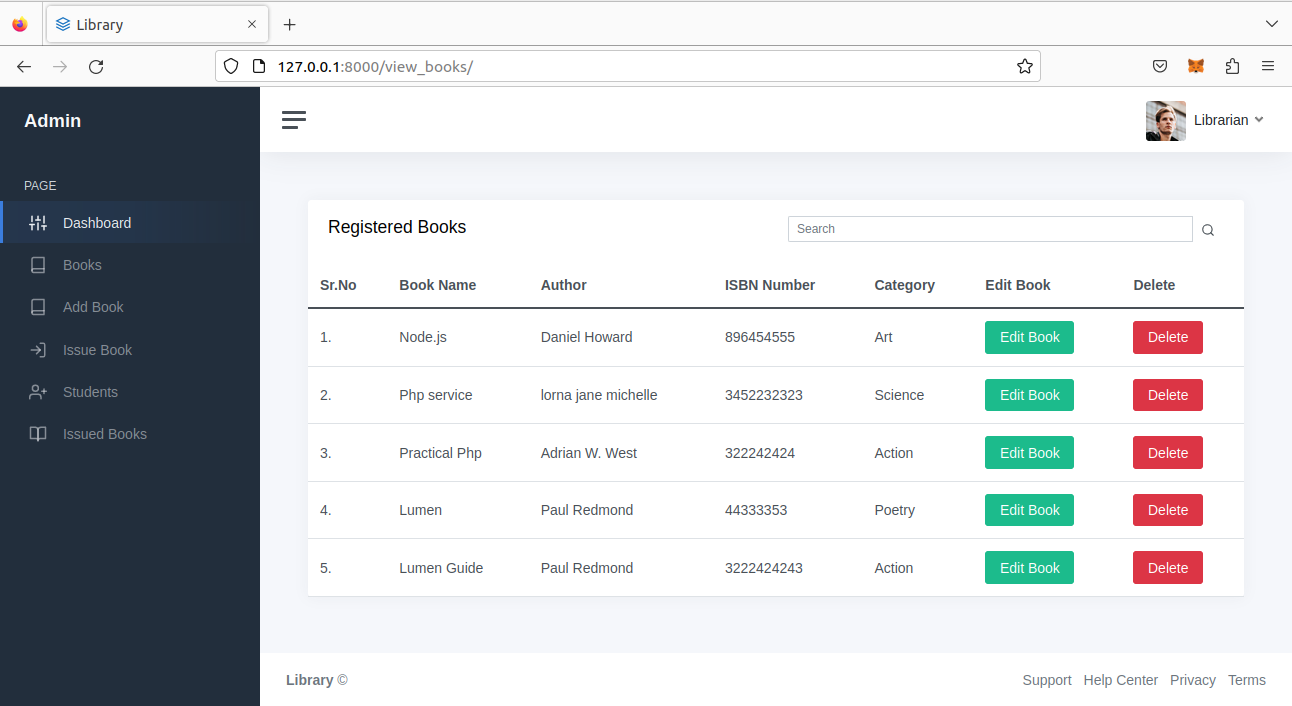 Library
127.0.0.1:8000/view_books/
Admin
Librarian
PAGE
Dashboard
Books
Add Book
Issue Book
Students
Issued Books
Registered Books
Search
Sr.No Book Name Author ISBN Number Category Edit Book Delete
1. Node.js Daniel Howard 896454555 Art Edit Book Delete
2. Php service lorna jane michelle 3452232323 Science Edit Book Delete
3. Practical Php Adrian W. West 322242424 Action Edit Book Delete
4. Lumen Paul Redmond 44333353 Poetry Edit Book Delete
5. Lumen Guide Paul Redmond 3222424243 Action Edit Book Delete
Library © Support Help Center Privacy Terms